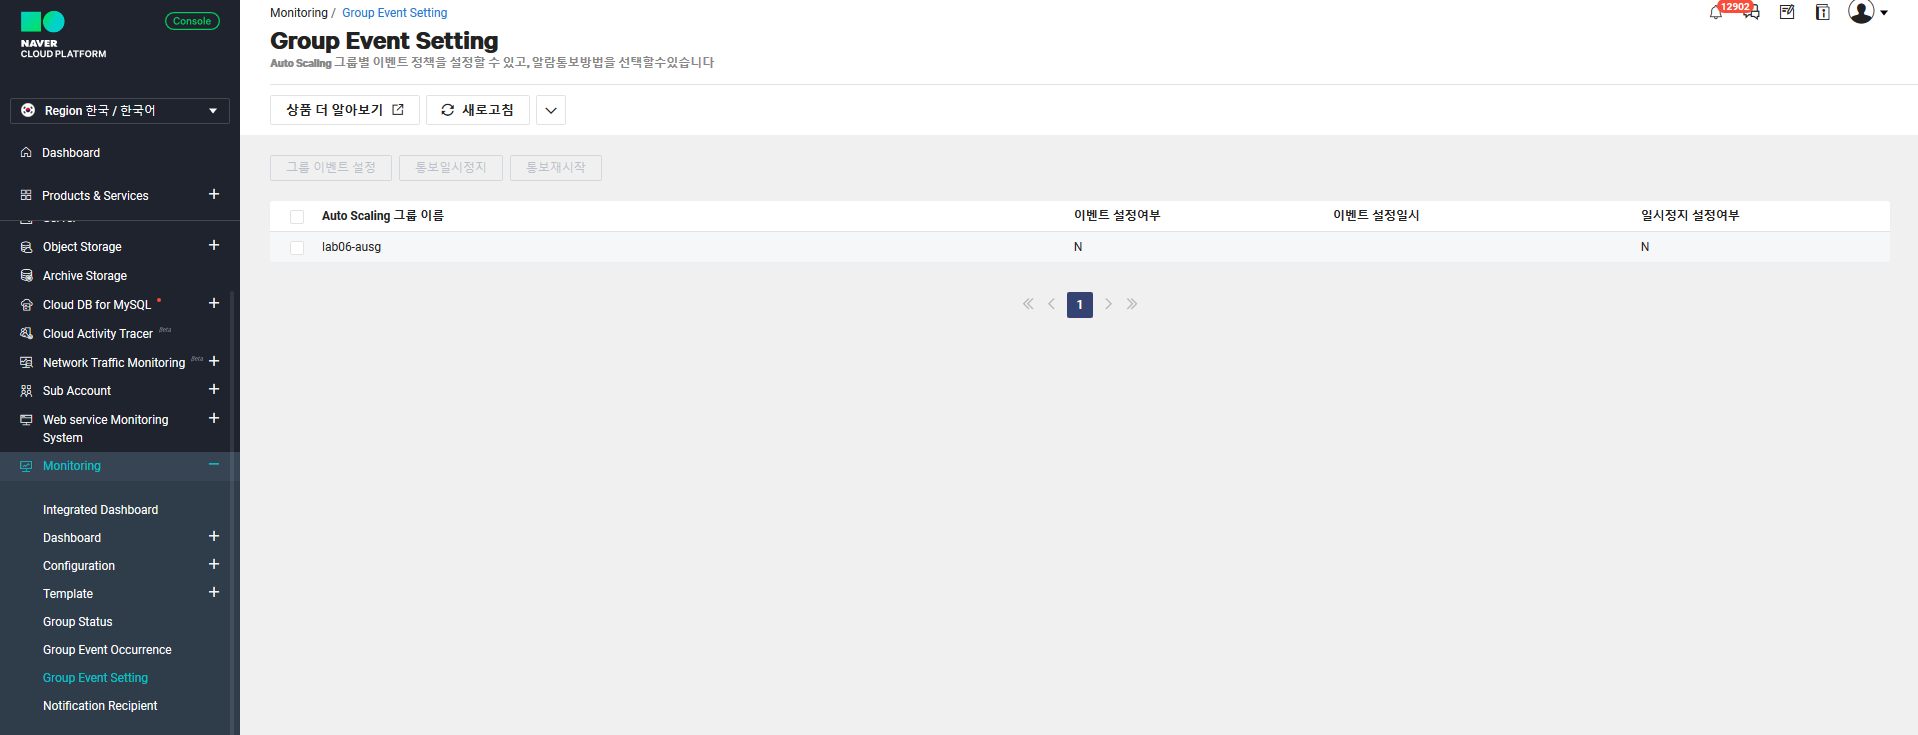 NAVER
CLOUD PLATFORM
Console
Region 한국 / 한국어
Dashboard
Products & Services
Server
Object Storage
Archive Storage
Cloud DB for MySQL
Cloud Activity Tracer Beta
Network Traffic Monitoring Beta
Sub Account
Web service Monitoring
System
Monitoring
Integrated Dashboard
Dashboard
Configuration
Template
Group Status
Group Event Occurrence
Group Event Setting
Notification Recipient
Monitoring / Group Event Setting
12902
Group Event Setting
Auto Scaling 그룹별 이벤트 정책을 설정할 수 있고, 알람통보방법을 선택할수있습니다
상품 더 알아보기 새로고침
그룹 이벤트 설정 통보일시정지 통보재시작
Auto Scaling 그룹 이름 이벤트 설정여부 이벤트 설정일시 일시정지 설정여부
lab06-ausg N N
1